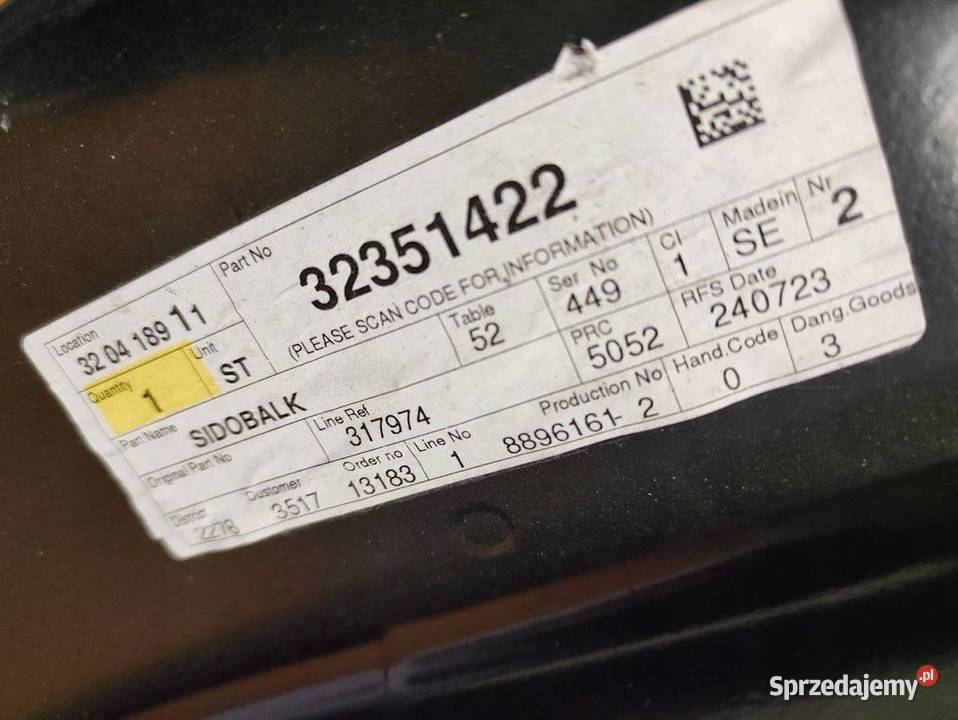 Part No
32351422
(PLEASE SCAN CODE FOR INFORMATION)
Location
32 04 189 11
Quantity
1
Unit
ST
Table
52
Ser No
449
Cl
1
Madein
SE
Nr
2
Part Name
SIDOBALK
PRC
5052
RFS Date
240723
Original Part No
Line Ref
317974
Production No
8896161- 2
Hand.Code
0
Dang.Goods
3
District
2278
Customer
3517
Order no
13183
Line No
1
Sprzedajemy.pl